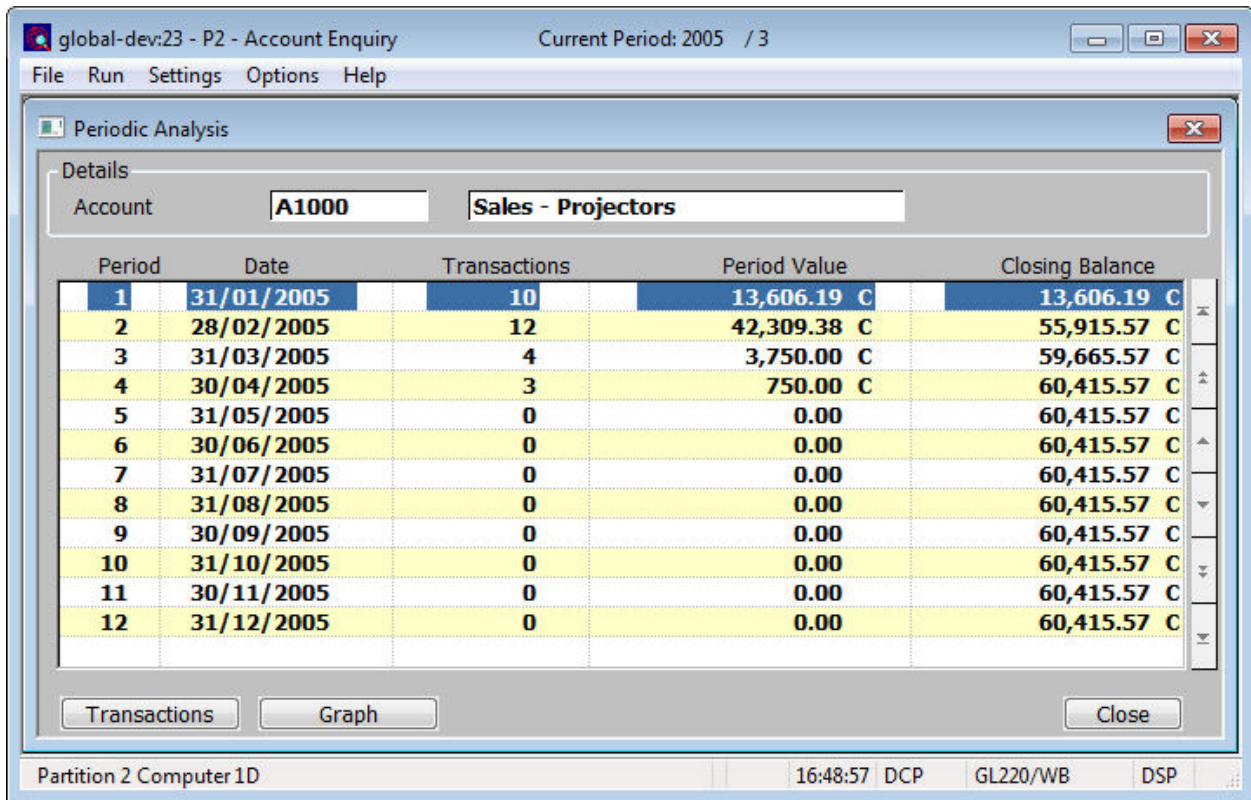 global-dev:23 - P2 - Account Enquiry Current Period: 2005 / 3
File Run Settings Options Help
Periodic Analysis
Details
Account A1000 Sales - Projectors
Period Date Transactions Period Value Closing Balance
1 31/01/2005 10 13,606.19 C 13,606.19 C
2 28/02/2005 12 42,309.38 C 55,915.57 C
3 31/03/2005 4 3,750.00 C 59,665.57 C
4 30/04/2005 3 750.00 C 60,415.57 C
5 31/05/2005 0 0.00 60,415.57 C
6 30/06/2005 0 0.00 60,415.57 C
7 31/07/2005 0 0.00 60,415.57 C
8 31/08/2005 0 0.00 60,415.57 C
9 30/09/2005 0 0.00 60,415.57 C
10 31/10/2005 0 0.00 60,415.57 C
11 30/11/2005 0 0.00 60,415.57 C
12 31/12/2005 0 0.00 60,415.57 C
Transactions Graph Close
Partition 2 Computer 1D 16:48:57 DCP GL220/WB DSP